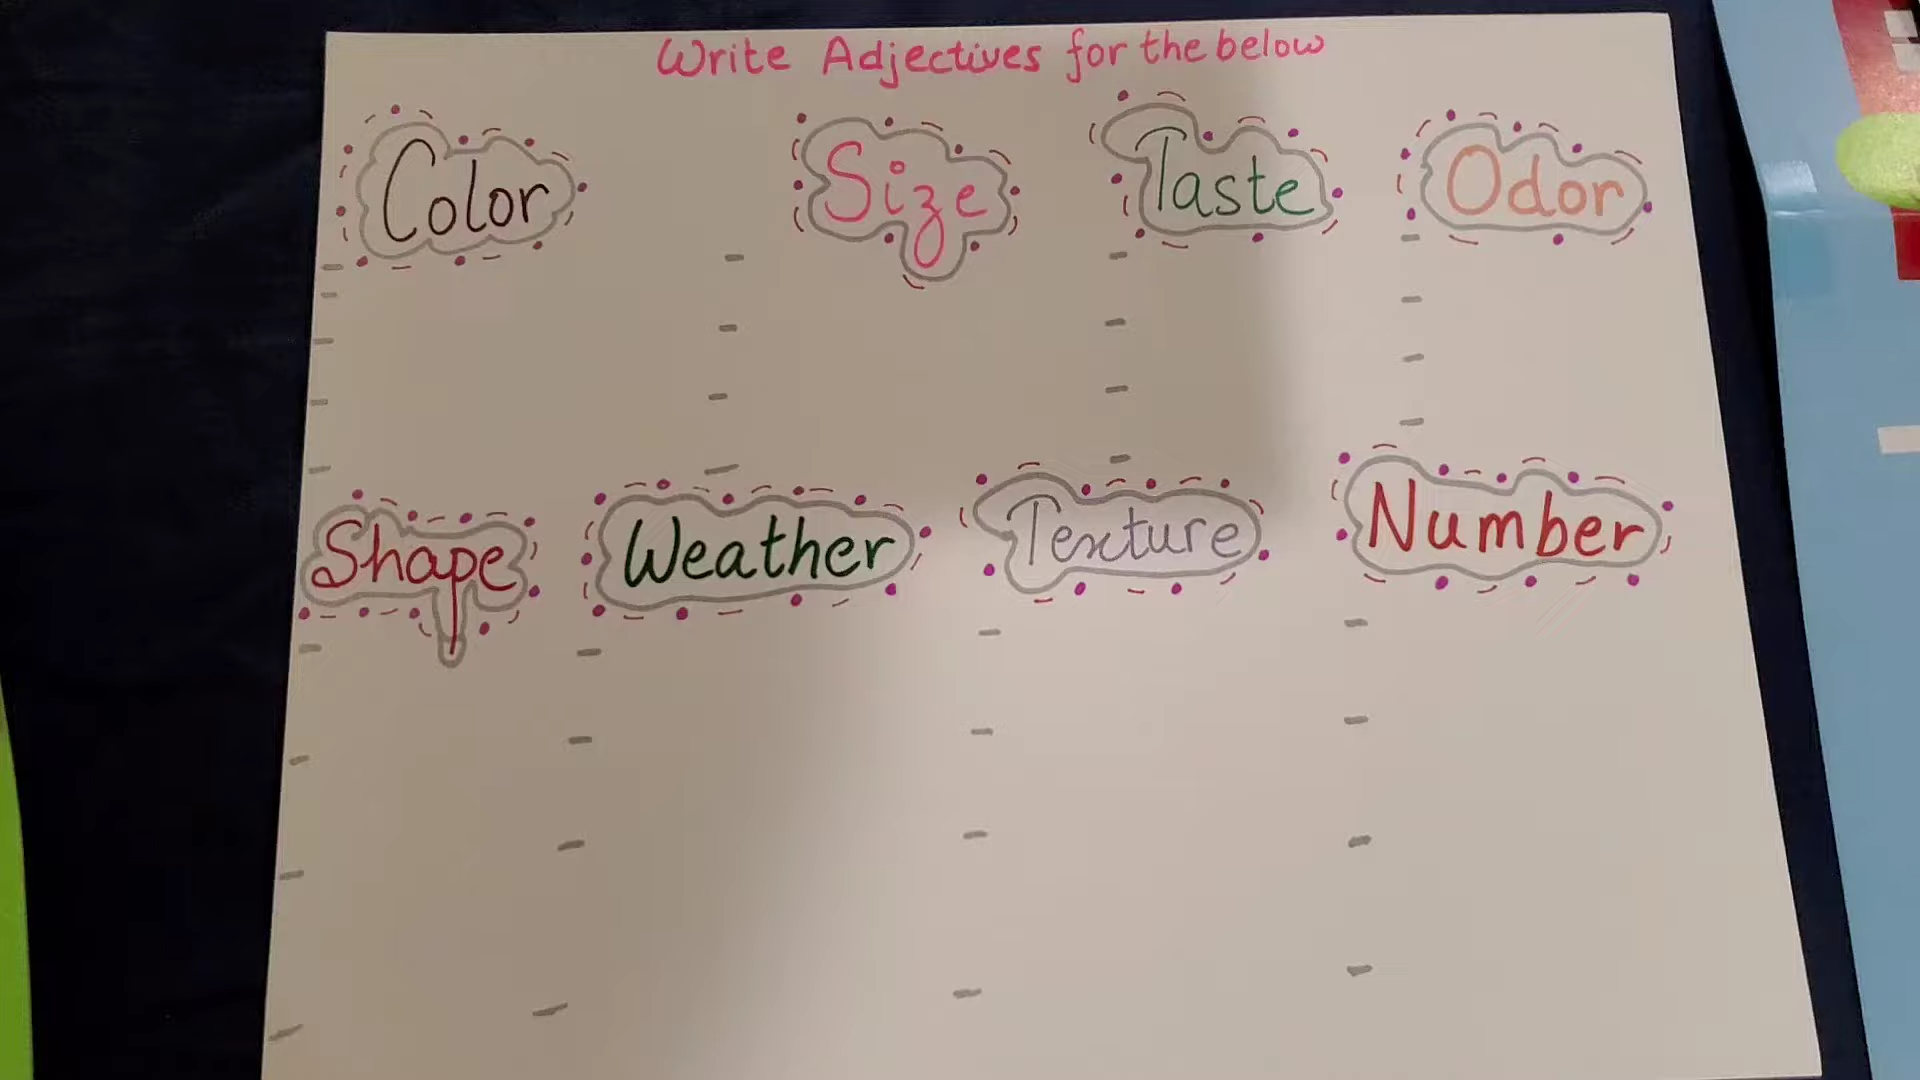 Write Adjectives for the below
Color Size Taste Odor
Shape Weather Texture Number